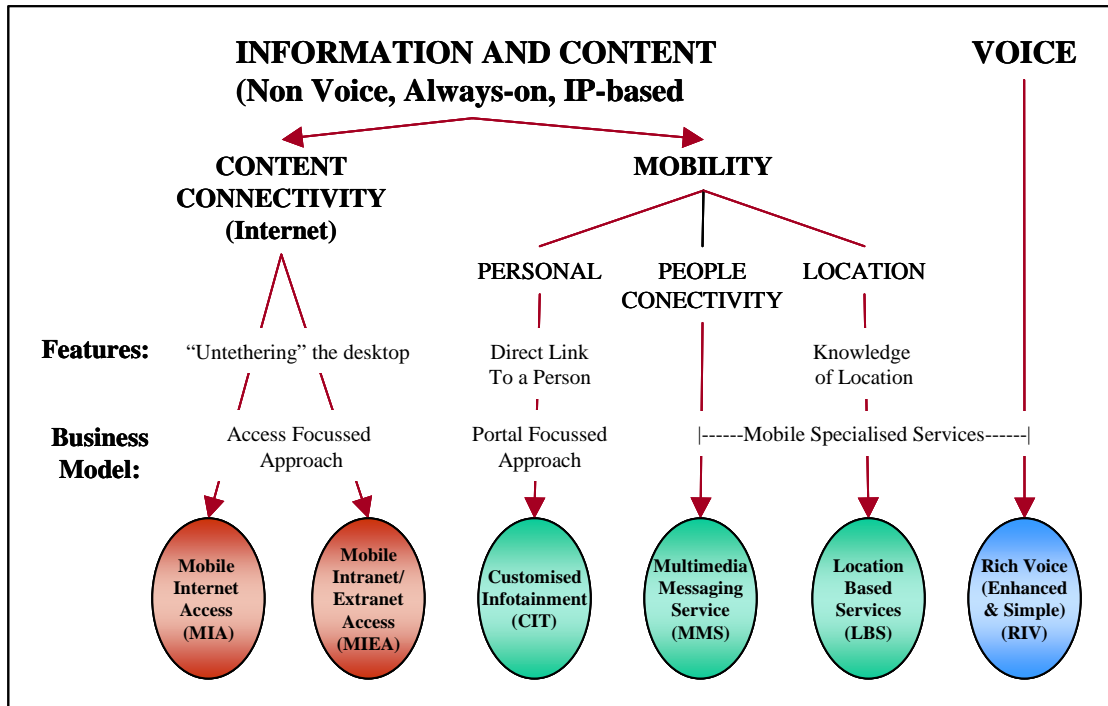 INFORMATION AND CONTENT
(Non Voice, Always-on, IP-based
VOICE
CONTENT
CONNECTIVITY
(Internet)
MOBILITY
PERSONAL
PEOPLE
CONECTIVITY
LOCATION
Features:
“Untethering” the desktop
Direct Link
To a Person
Knowledge
of Location
Business
Model:
Access Focussed
Approach
Portal Focussed
Approach
|------Mobile Specialised Services------|
Mobile
Internet
Access
(MIA)
Mobile
Intranet/
Extranet
Access
(MIEA)
Customised
Infotainment
(CIT)
Multimedia
Messaging
Service
(MMS)
Location
Based
Services
(LBS)
Rich Voice
(Enhanced
& Simple)
(RIV)